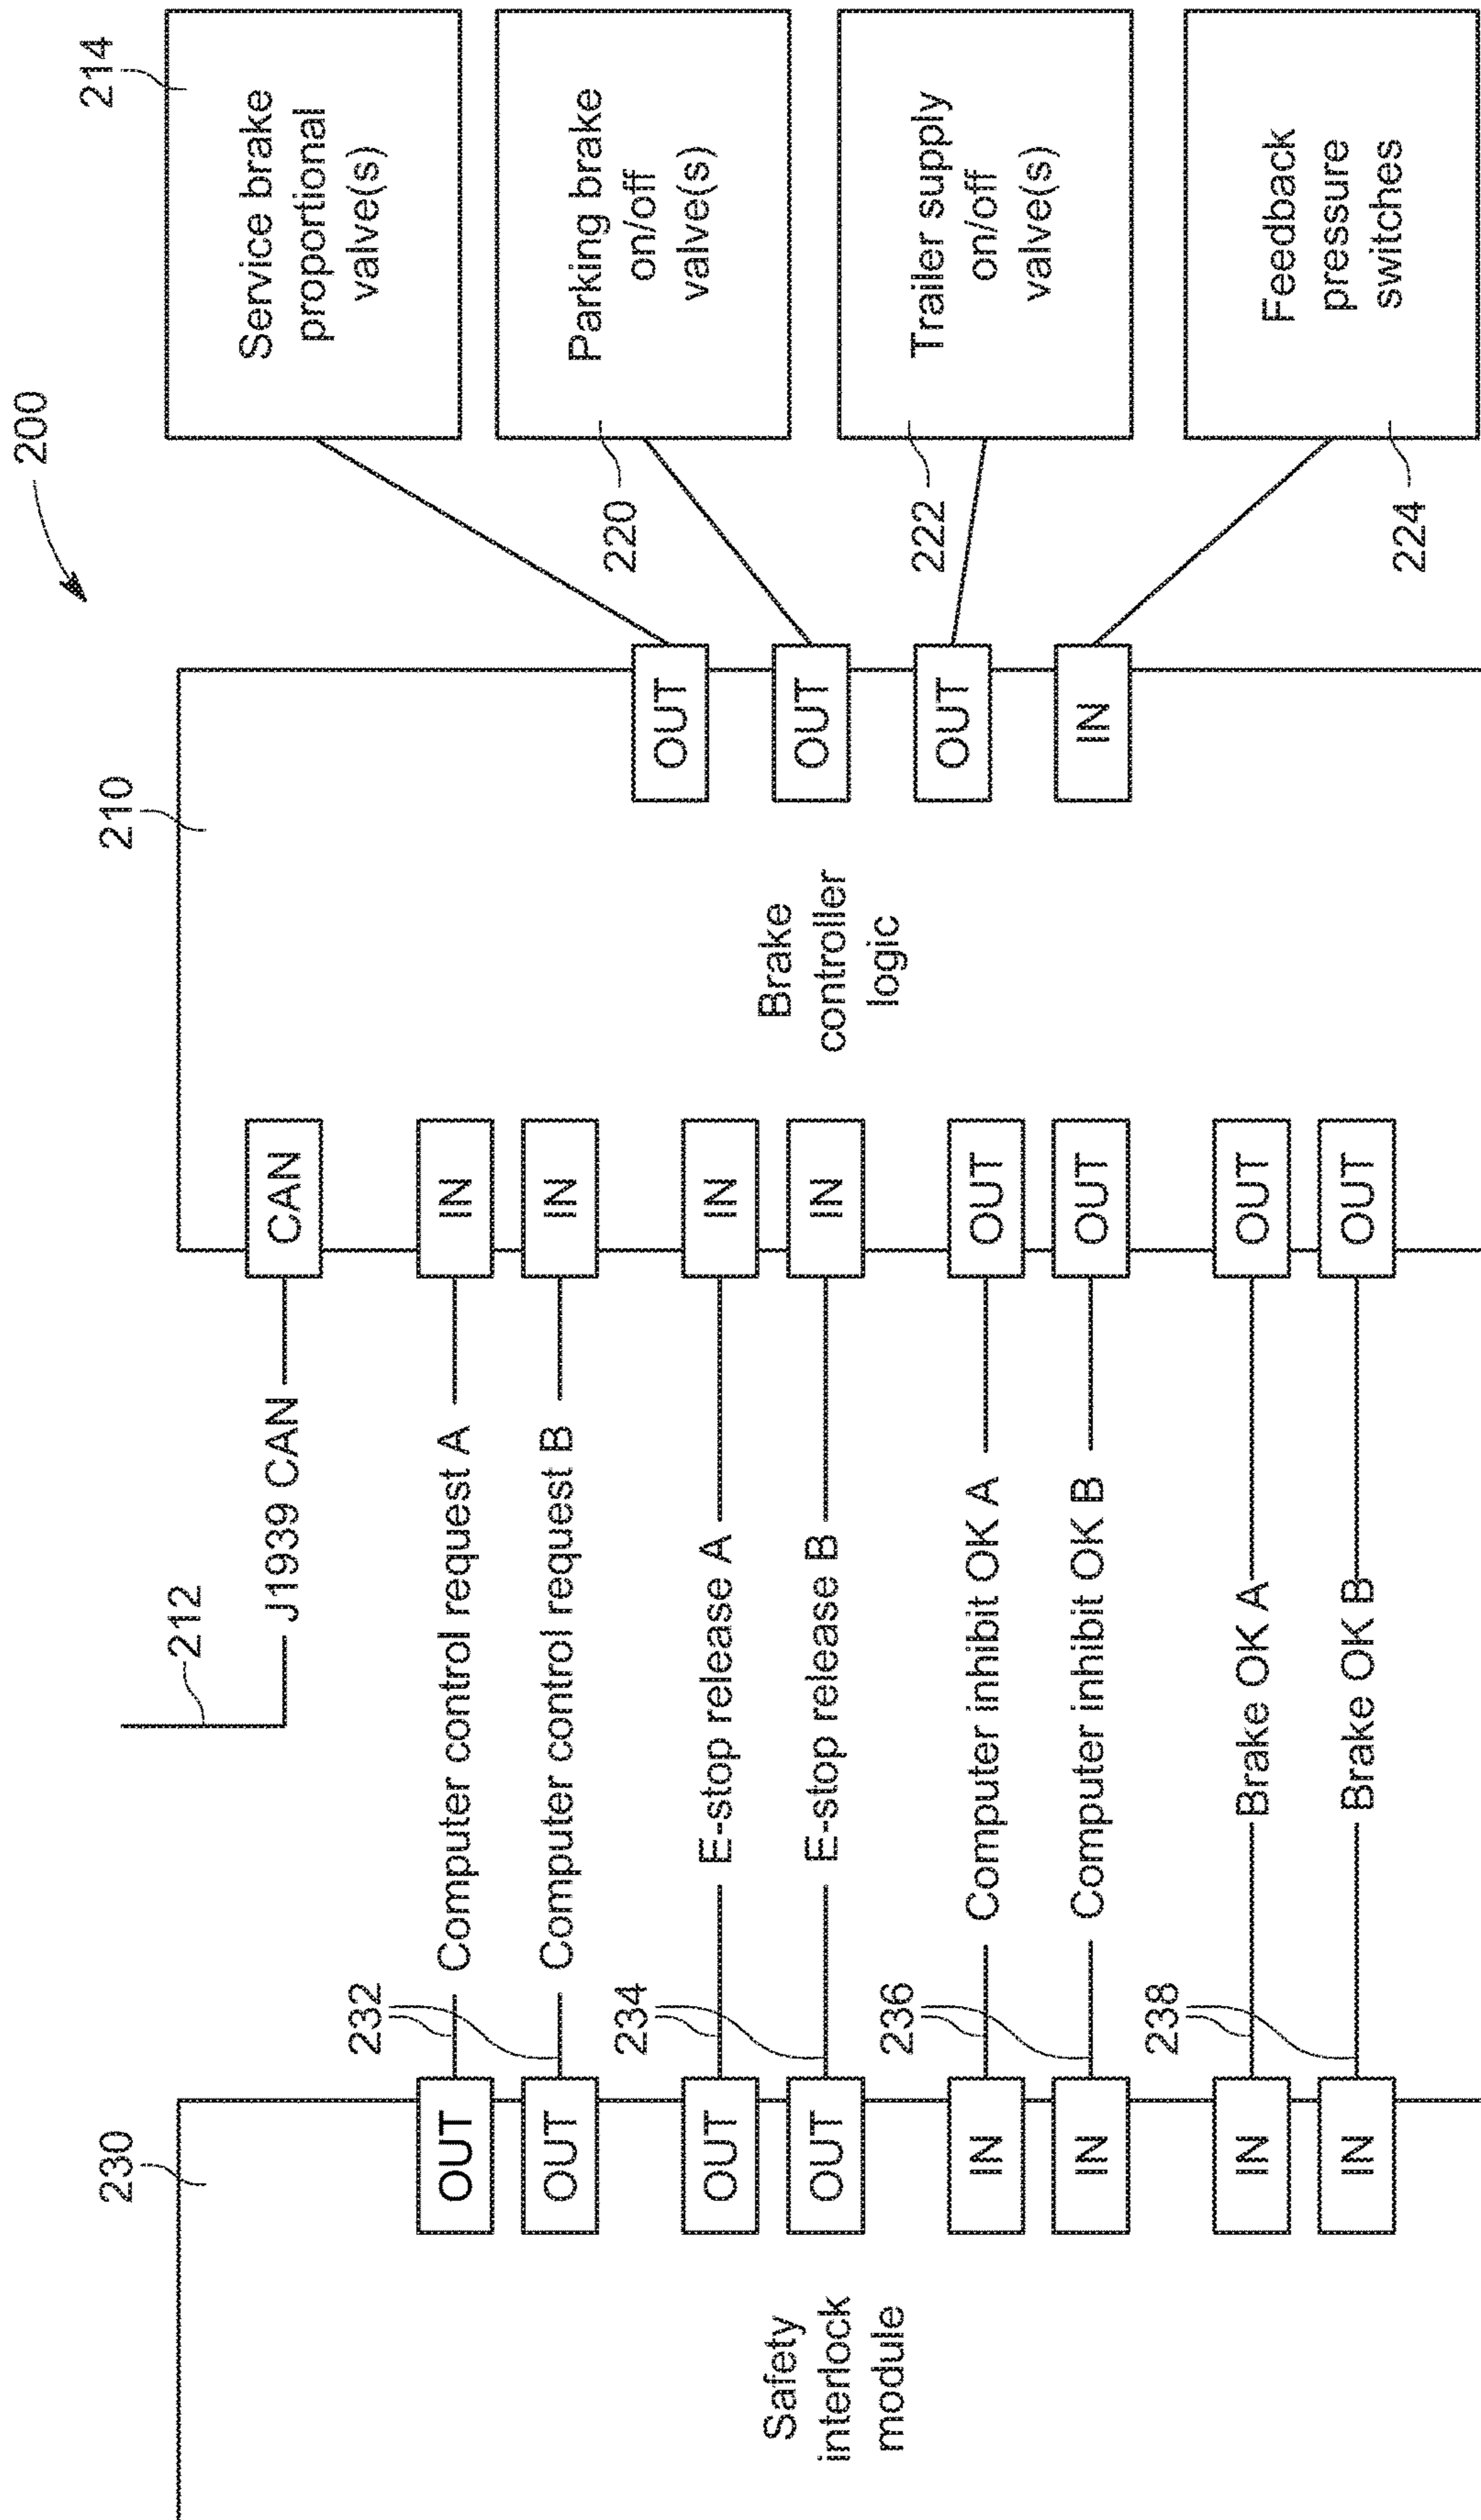 200
230
Safety
interlock
module
OUT
OUT
OUT
OUT
IN
IN
IN
IN
232
234
236
238
212
J1939 CAN
Computer control request A
Computer control request B
E-stop release A
E-stop release B
Computer inhibit OK A
Computer inhibit OK B
Brake OK A
Brake OK B
210
CAN
IN
IN
IN
IN
OUT
OUT
OUT
OUT
Brake
controller
logic
OUT
OUT
OUT
IN
214
Service brake
proportional
valve(s)
220
Parking brake
on/off
valve(s)
222
Trailer supply
on/off
valve(s)
224
Feedback
pressure
switches